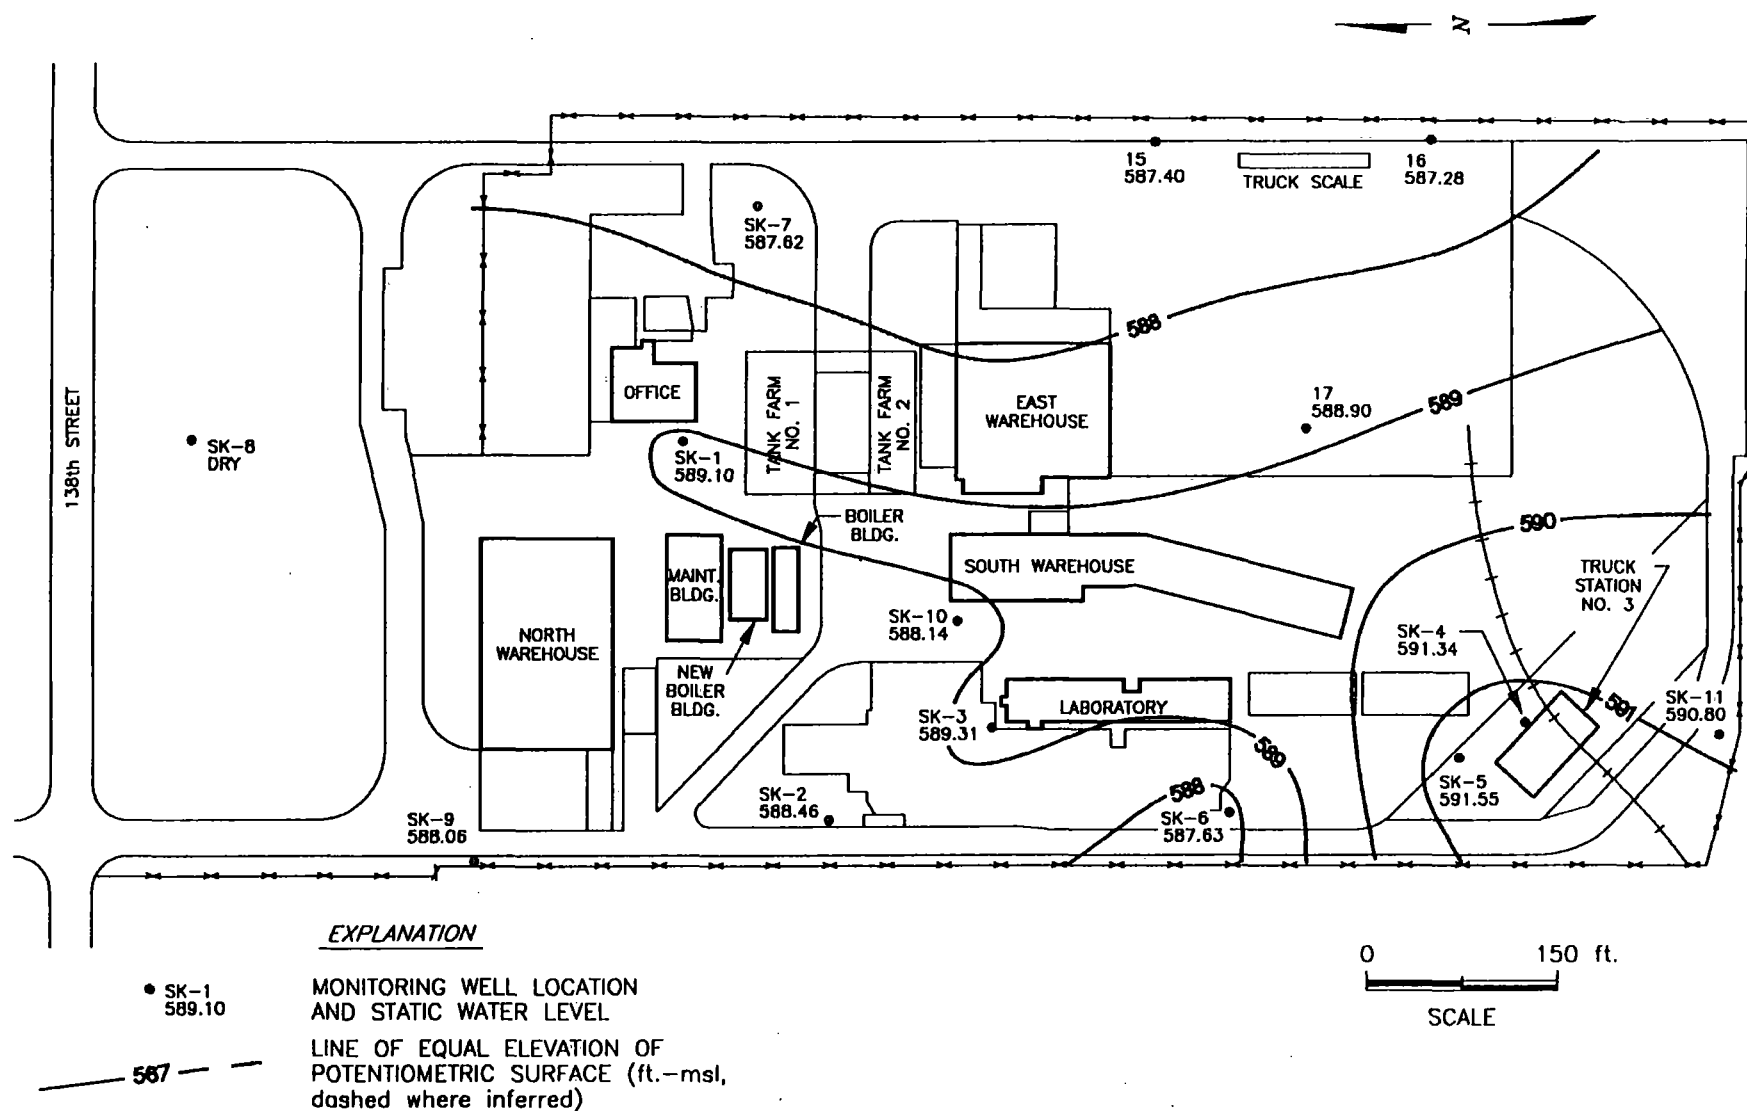 N
15
587.40
TRUCK SCALE
16
587.28
SK-7
587.62
588
138th STREET
OFFICE
TANK FARM
NO. 1
TANK FARM
NO. 2
EAST
WAREHOUSE
17
588.90
589
SK-8
DRY
SK-1
589.10
BOILER
BLDG.
590
SOUTH WAREHOUSE
TRUCK
STATION
NO. 3
MAINT.
BLDG.
SK-10
588.14
SK-4
591.34
NORTH
WAREHOUSE
NEW
BOILER
BLDG.
LABORATORY
SK-3
589.31
591
SK-11
590.80
589
SK-5
591.55
588
SK-2
588.46
SK-6
587.63
SK-9
588.06
EXPLANATION
SK-1
589.10
MONITORING WELL LOCATION
AND STATIC WATER LEVEL
567
LINE OF EQUAL ELEVATION OF
POTENTIOMETRIC SURFACE (ft.-msl,
dashed where inferred)
0 150 ft.
SCALE